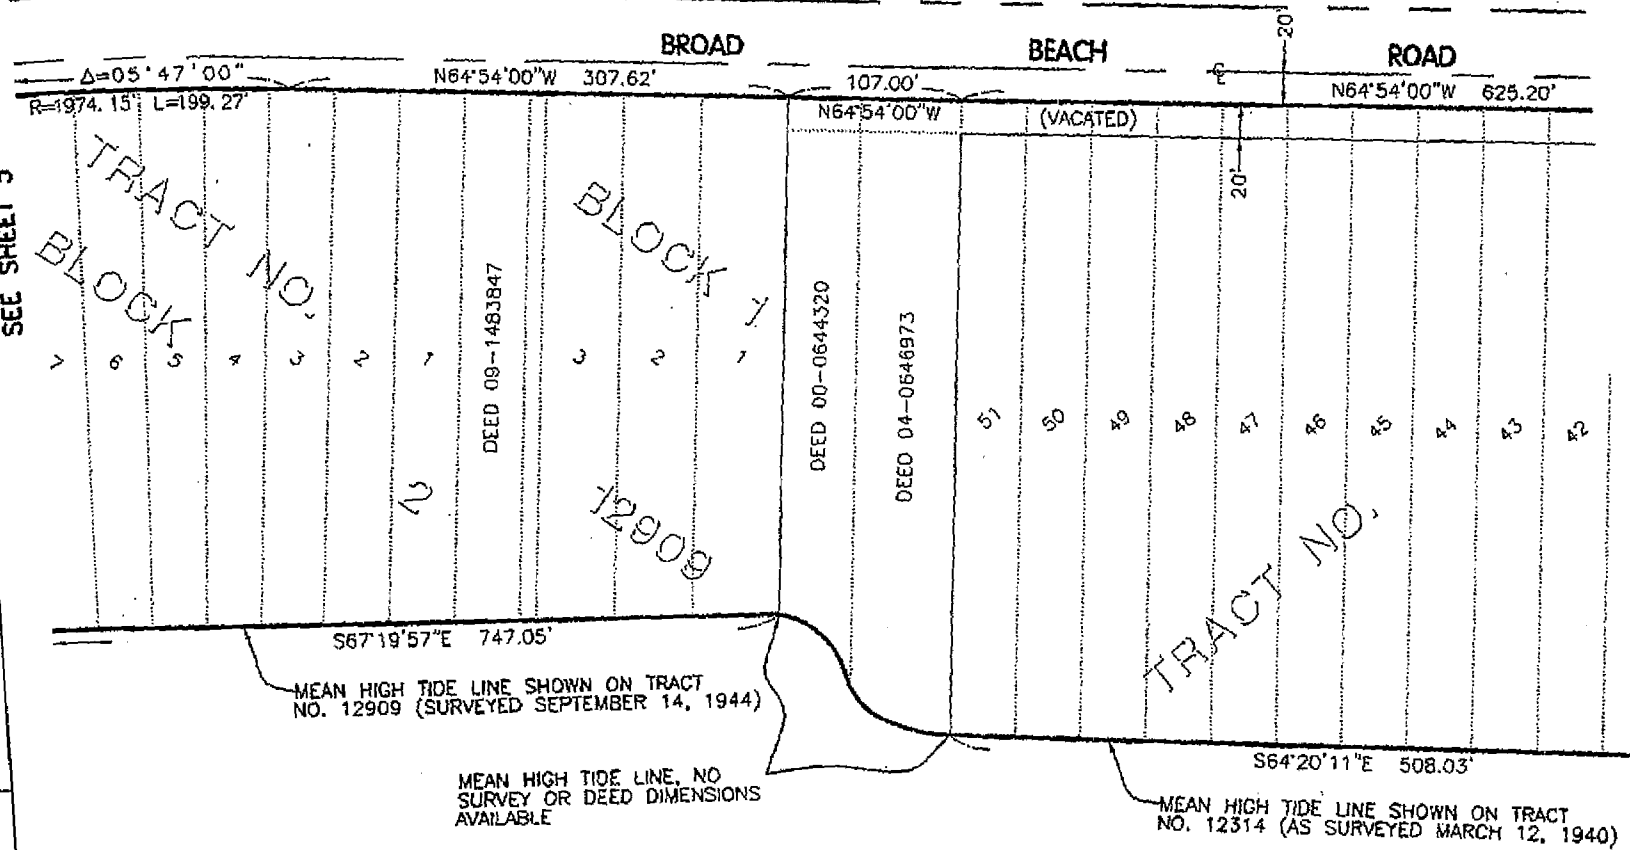 BROAD BEACH ROAD
20'
Δ=05°47'00"
N64°54'00"W 307.62'
107.00'
℄
N64°54'00"W 625.20'
R=1974.15' L=199.27'
N64°54'00"W
(VACATED)
20'
SEE SHEET
TRACT NO.
BLOCK
BLOCK 1
7 6 5 4 3 2 1
DEED 09-1483847
3 2 1
DEED 00-0644320
DEED 04-0646973
51 50 49 48 47 46 45 44 43 42
2
12909
TRACT NO.
S67°19'57"E 747.05'
MEAN HIGH TIDE LINE SHOWN ON TRACT
NO. 12909 (SURVEYED SEPTEMBER 14, 1944)
MEAN HIGH TIDE LINE, NO
SURVEY OR DEED DIMENSIONS
AVAILABLE
S64°20'11"E 508.03'
MEAN HIGH TIDE LINE SHOWN ON TRACT
NO. 12314 (AS SURVEYED MARCH 12, 1940)